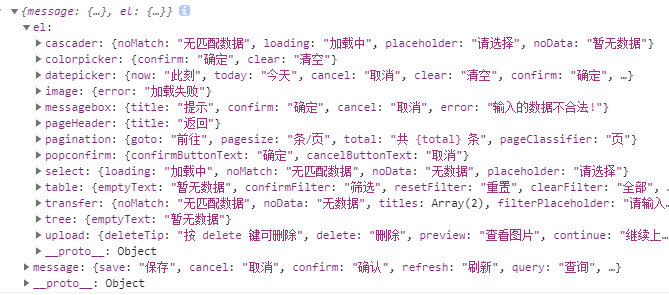 {message: {…}, el: {…}}
el:
cascader: {noMatch: "无匹配数据", loading: "加载中", placeholder: "请选择", noData: "暂无数据"}
colorpicker: {confirm: "确定", clear: "清空"}
datepicker: {now: "此刻", today: "今天", cancel: "取消", clear: "清空", confirm: "确定", …}
image: {error: "加载失败"}
messagebox: {title: "提示", confirm: "确定", cancel: "取消", error: "输入的数据不合法!"}
pageHeader: {title: "返回"}
pagination: {goto: "前往", pagesize: "条/页", total: "共 {total} 条", pageClassifier: "页"}
popconfirm: {confirmButtonText: "确定", cancelButtonText: "取消"}
select: {loading: "加载中", noMatch: "无匹配数据", noData: "无数据", placeholder: "请选择"}
table: {emptyText: "暂无数据", confirmFilter: "筛选", resetFilter: "重置", clearFilter: "全部", …
transfer: {noMatch: "无匹配数据", noData: "无数据", titles: Array(2), filterPlaceholder: "请输入…
tree: {emptyText: "暂无数据"}
upload: {deleteTip: "按 delete 键可删除", delete: "删除", preview: "查看图片", continue: "继续上…
__proto__: Object
message: {save: "保存", cancel: "取消", confirm: "确认", refresh: "刷新", query: "查询", …}
__proto__: Object